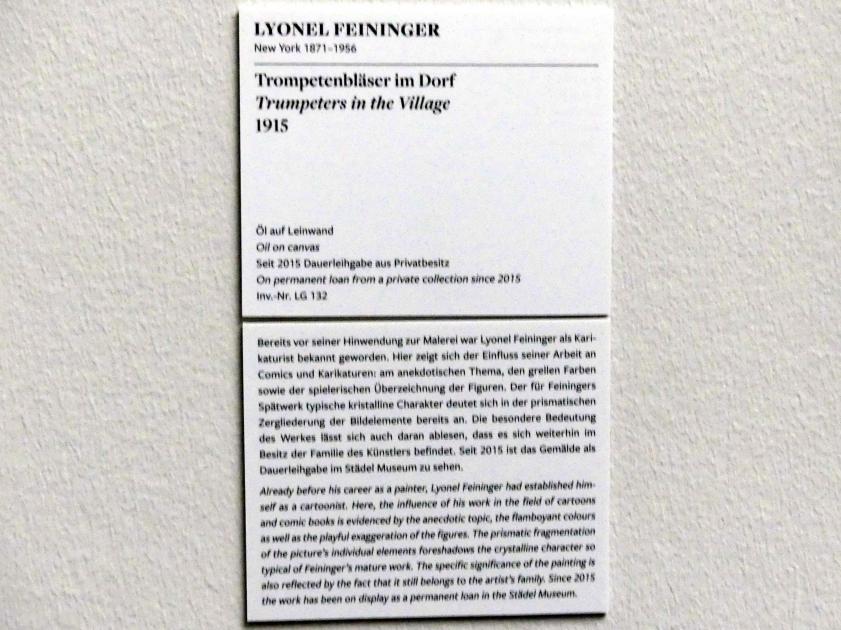 LYONEL FEININGER
New York 1871–1956
Trompetenbläser im Dorf
Trumpeters in the Village
1915
Öl auf Leinwand
Oil on canvas
Seit 2015 Dauerleihgabe aus Privatbesitz
On permanent loan from a private collection since 2015
Inv.-Nr. LG 132
Bereits vor seiner Hinwendung zur Malerei war Lyonel Feininger als Kari-
katurist bekannt geworden. Hier zeigt sich der Einfluss seiner Arbeit an
Comics und Karikaturen: am anekdotischen Thema, den grellen Farben
sowie der spielerischen Überzeichnung der Figuren. Der für Feiningers
Spätwerk typische kristalline Charakter deutet sich in der prismatischen
Zergliederung der Bildelemente bereits an. Die besondere Bedeutung
des Werkes lässt sich auch daran ablesen, dass es sich weiterhin im
Besitz der Familie des Künstlers befindet. Seit 2015 ist das Gemälde als
Dauerleihgabe im Städel Museum zu sehen.
Already before his career as a painter, Lyonel Feininger had established him-
self as a cartoonist. Here, the influence of his work in the field of cartoons
and comic books is evidenced by the anecdotic topic, the flamboyant colours
as well as the playful exaggeration of the figures. The prismatic fragmentation
of the picture's individual elements foreshadows the crystalline character so
typical of Feininger's mature work. The specific significance of the painting is
also reflected by the fact that it still belongs to the artist's family. Since 2015
the work has been on display as a permanent loan in the Städel Museum.